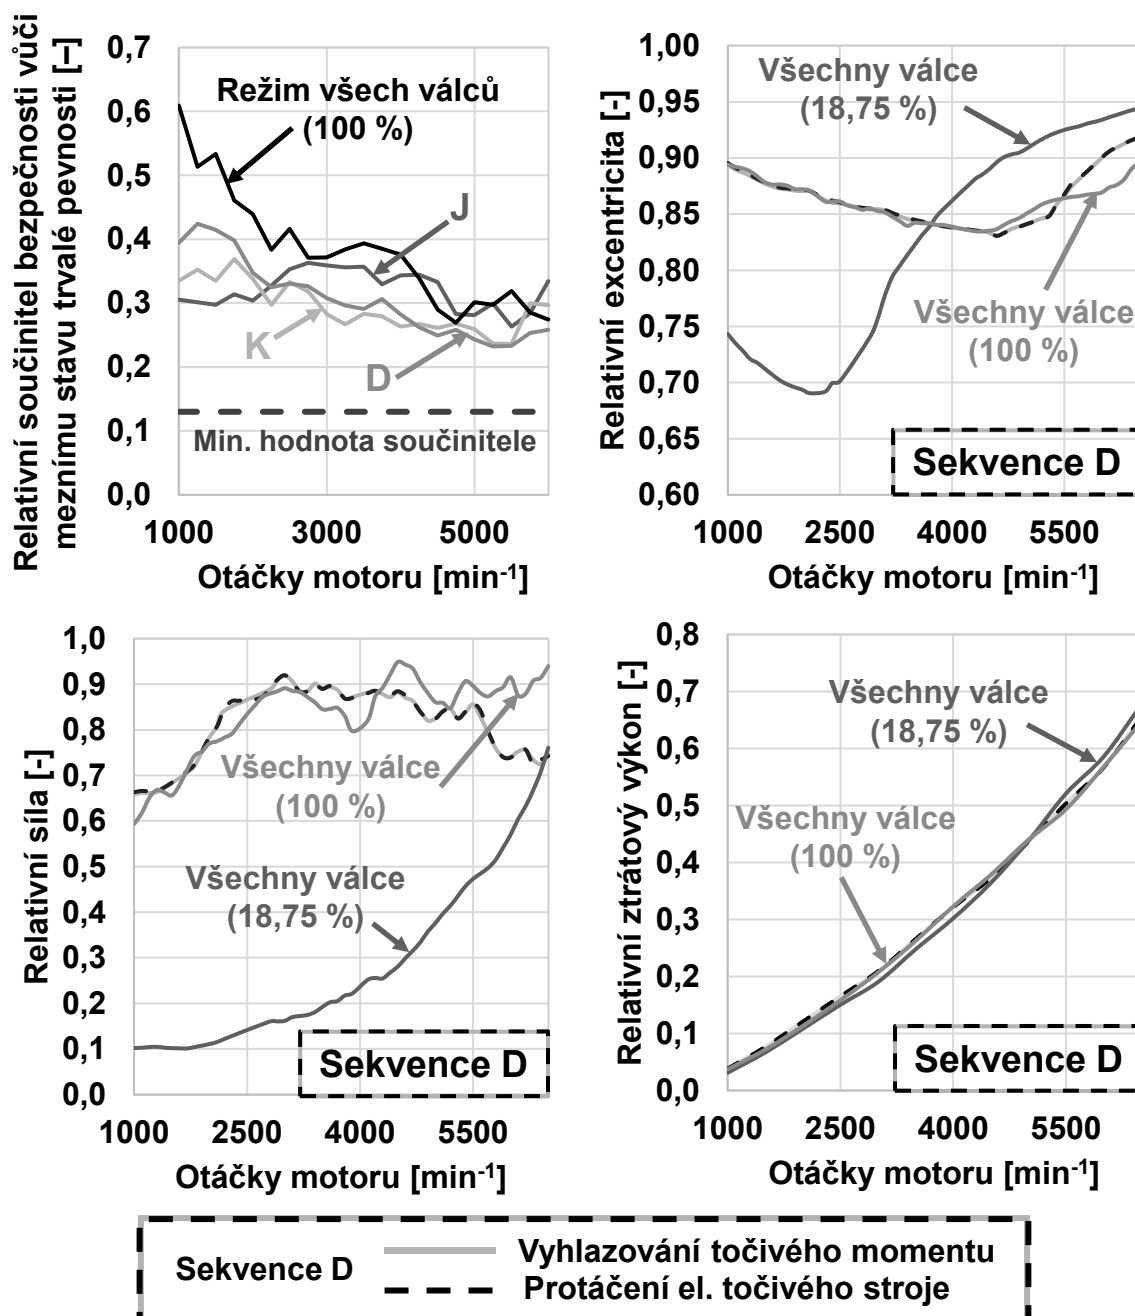 Relativní součinitel bezpečnosti vůči
meznímu stavu trvalé pevnosti [–]
0,7
0,6
0,5
0,4
0,3
0,2
0,1
0,0
Režim všech válců
(100 %)
J
K
D
Min. hodnota součinitele
1000
3000
5000
Otáčky motoru [min-1]
Relativní excentricita [-]
1,00
0,95
0,90
0,85
0,80
0,75
0,70
0,65
0,60
Všechny válce
(18,75 %)
Všechny válce
(100 %)
Sekvence D
1000
2500
4000
5500
Otáčky motoru [min-1]
Relativní síla [-]
1,0
0,9
0,8
0,7
0,6
0,5
0,4
0,3
0,2
0,1
0,0
Všechny válce
(100 %)
Všechny válce
(18,75 %)
Sekvence D
1000
2500
4000
5500
Otáčky motoru [min-1]
Relativní ztrátový výkon [-]
0,8
0,7
0,6
0,5
0,4
0,3
0,2
0,1
0,0
Všechny válce
(18,75 %)
Všechny válce
(100 %)
Sekvence D
1000
2500
4000
5500
Otáčky motoru [min-1]
Sekvence D
Vyhlazování točivého momentu
Protáčení el. točivého stroje